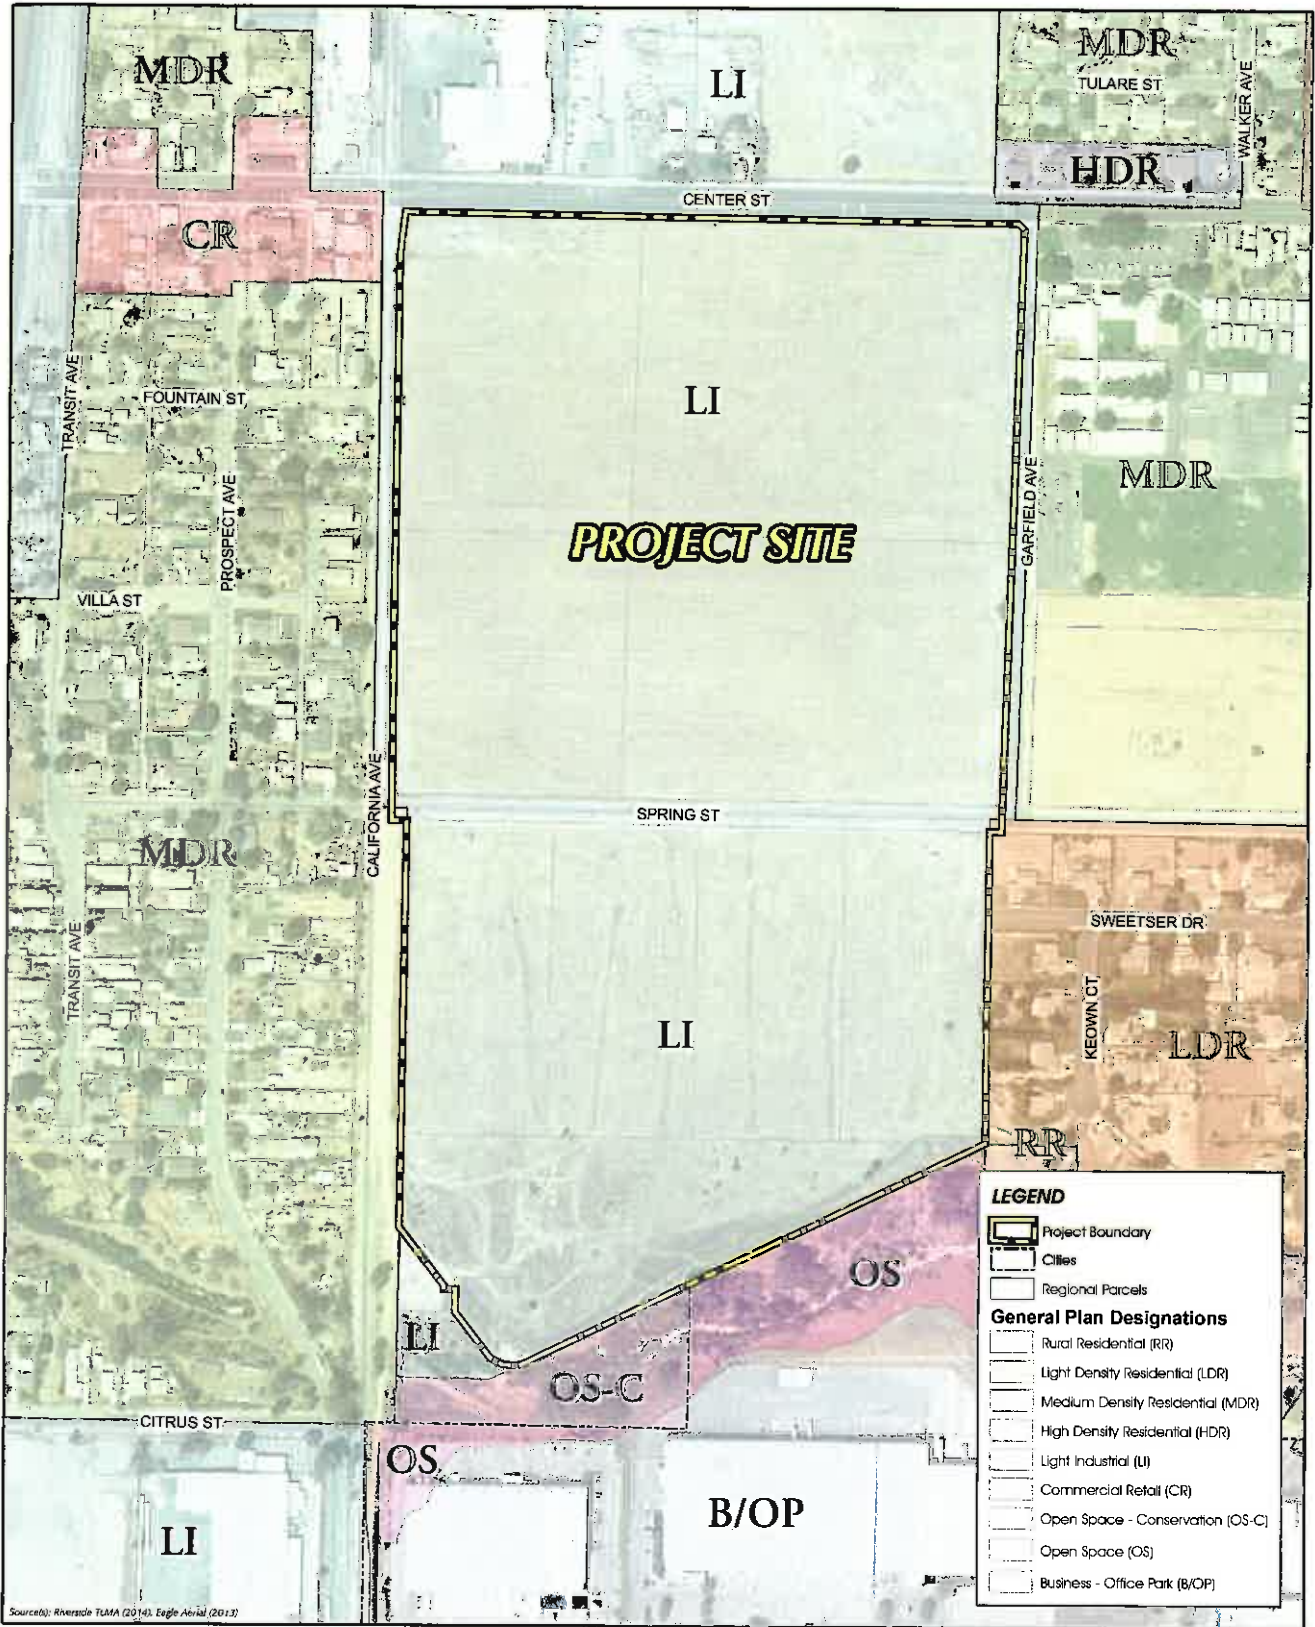 MDR
LI
MDR
TULARE ST
WALKER AVE
HDR
CENTER ST
CR
TRANSIT AVE
FOUNTAIN ST
PROSPECT AVE
LI
GARFIELD AVE
MDR
PROJECT SITE
VILLA ST
CALIFORNIA AVE
SPRING ST
MDR
TRANSIT AVE
SWEETSER DR
KEOWN CT
LI
LDR
RR
OS
LI
OS-C
CITRUS ST
OS
LI
B/OP
LEGEND
Project Boundary
Cities
Regional Parcels
General Plan Designations
Rural Residential (RR)
Light Density Residential (LDR)
Medium Density Residential (MDR)
High Density Residential (HDR)
Light Industrial (LI)
Commercial Retail (CR)
Open Space - Conservation (OS-C)
Open Space (OS)
Business - Office Park (B/OP)
Source(s): Riverside TLMA (2014), Eagle Aerial (2013)